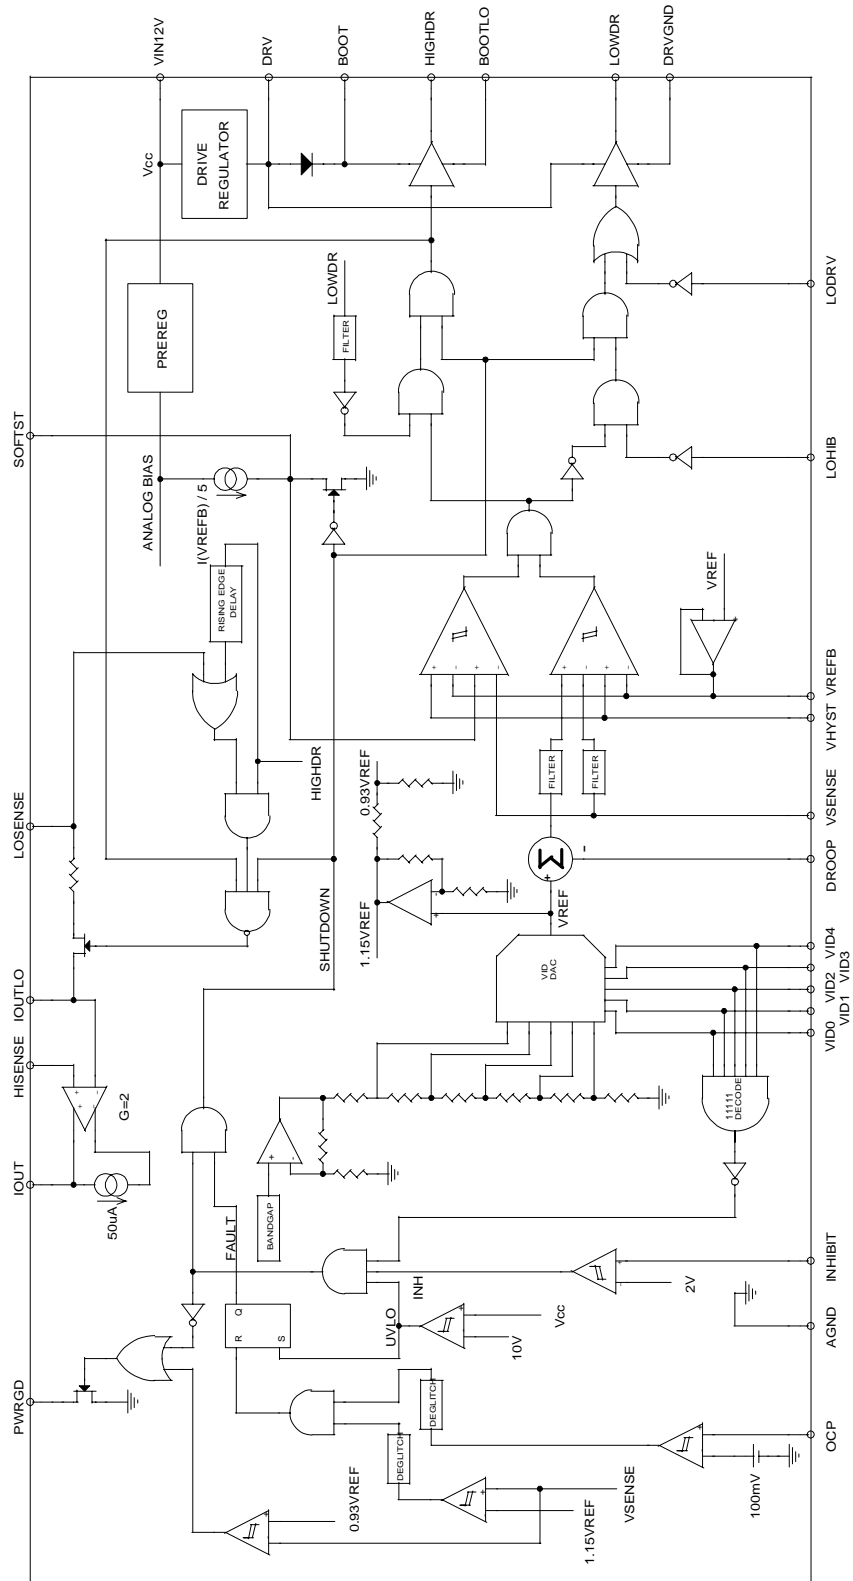 VIN12V
DRV
BOOT
HIGHDR
BOOTLO
LOWDR
DRVGND
Vcc
DRIVE
REGULATOR
PREREG
LOWDR
FILTER
LODRV
SOFTST
ANALOG BIAS
I(VREFB) / 5
LOHIB
RISING EDGE
DELAY
VREF
VREFB
VHYST
HIGHDR
FILTER
FILTER
VSENSE
LOSENSE
0.93VREF
1.15VREF
Σ
+
-
DROOP
VREF
SHUTDOWN
VID
DAC
VID4
VID3
VID2
VID1
VID0
IOUTLO
HISENSE
G=2
IOUT
50uA
11111
DECODE
BANDGAP
FAULT
INH
INHIBIT
2V
AGND
Q
R
S
UVLO
10V
Vcc
PWRGD
DEGLITCH
DEGLITCH
OCP
100mV
0.93VREF
1.15VREF
VSENSE